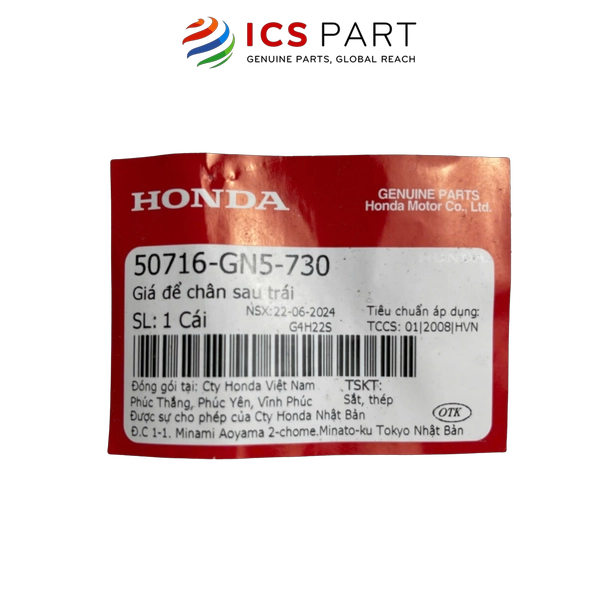 ICS PART
GENUINE PARTS, GLOBAL REACH
HONDA
GENUINE PARTS
Honda Motor Co., Ltd.
50716-GN5-730
Giá để chân sau trái
NSX:22-06-2024
Tiêu chuẩn áp dụng:
SL: 1 Cái
G4H22S
TCCS: 01|2008|HVN
Đóng gói tại: Cty Honda Việt Nam
TSKT:
Phúc Thắng, Phúc Yên, Vĩnh Phúc
Sắt, thép
Được sự cho phép của Cty Honda Nhật Bản
OTK
Đ.C 1-1. Minami Aoyama 2-chome.Minato-ku Tokyo Nhật Bản